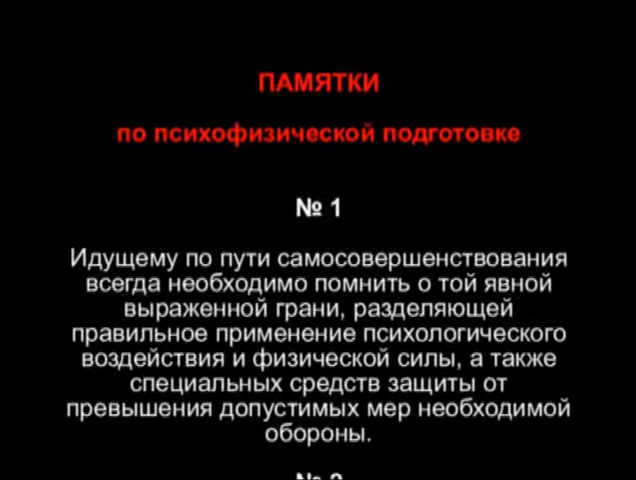 ПАМЯТКИ
по психофизической подготовке
№ 1
Идущему по пути самосовершенствования
всегда необходимо помнить о той явной
выраженной грани, разделяющей
правильное применение психологического
воздействия и физической силы, а также
специальных средств защиты от
превышения допустимых мер необходимой
обороны.